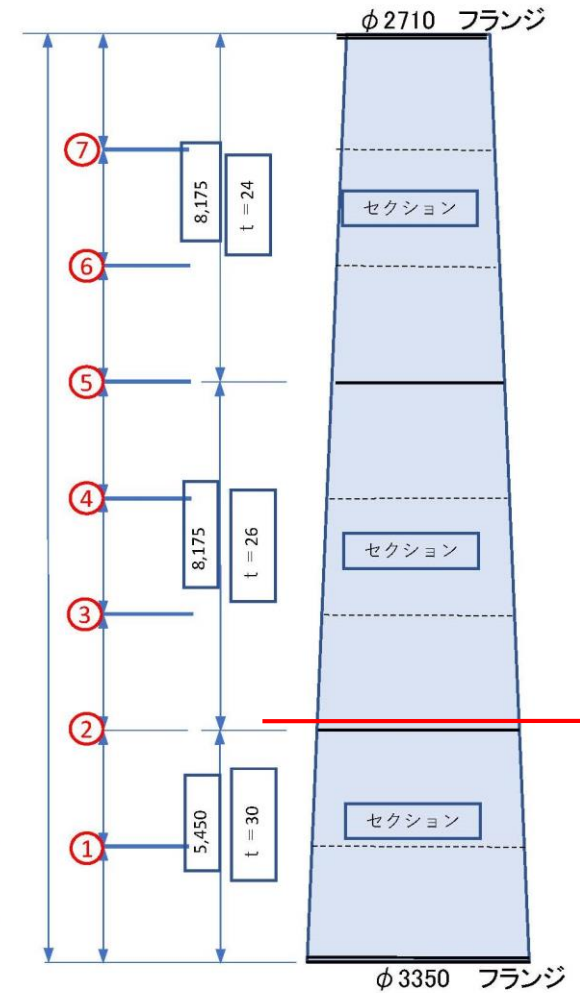 φ2710 フランジ
⑦
8,175
t = 24
セクション
⑥
⑤
④
8,175
t = 26
セクション
③
②
5,450
t = 30
セクション
①
φ3350 フランジ